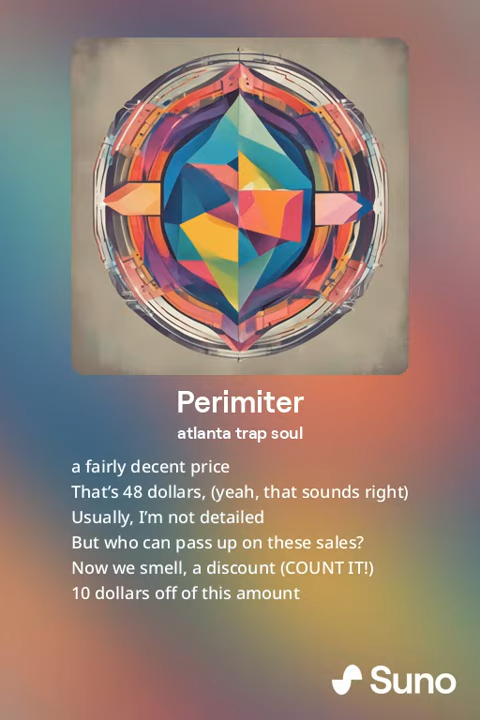 Perimiter
atlanta trap soul
a fairly decent price
That's 48 dollars, (yeah, that sounds right)
Usually, I'm not detailed
But who can pass up on these sales?
Now we smell, a discount (COUNT IT!)
10 dollars off of this amount
Suno